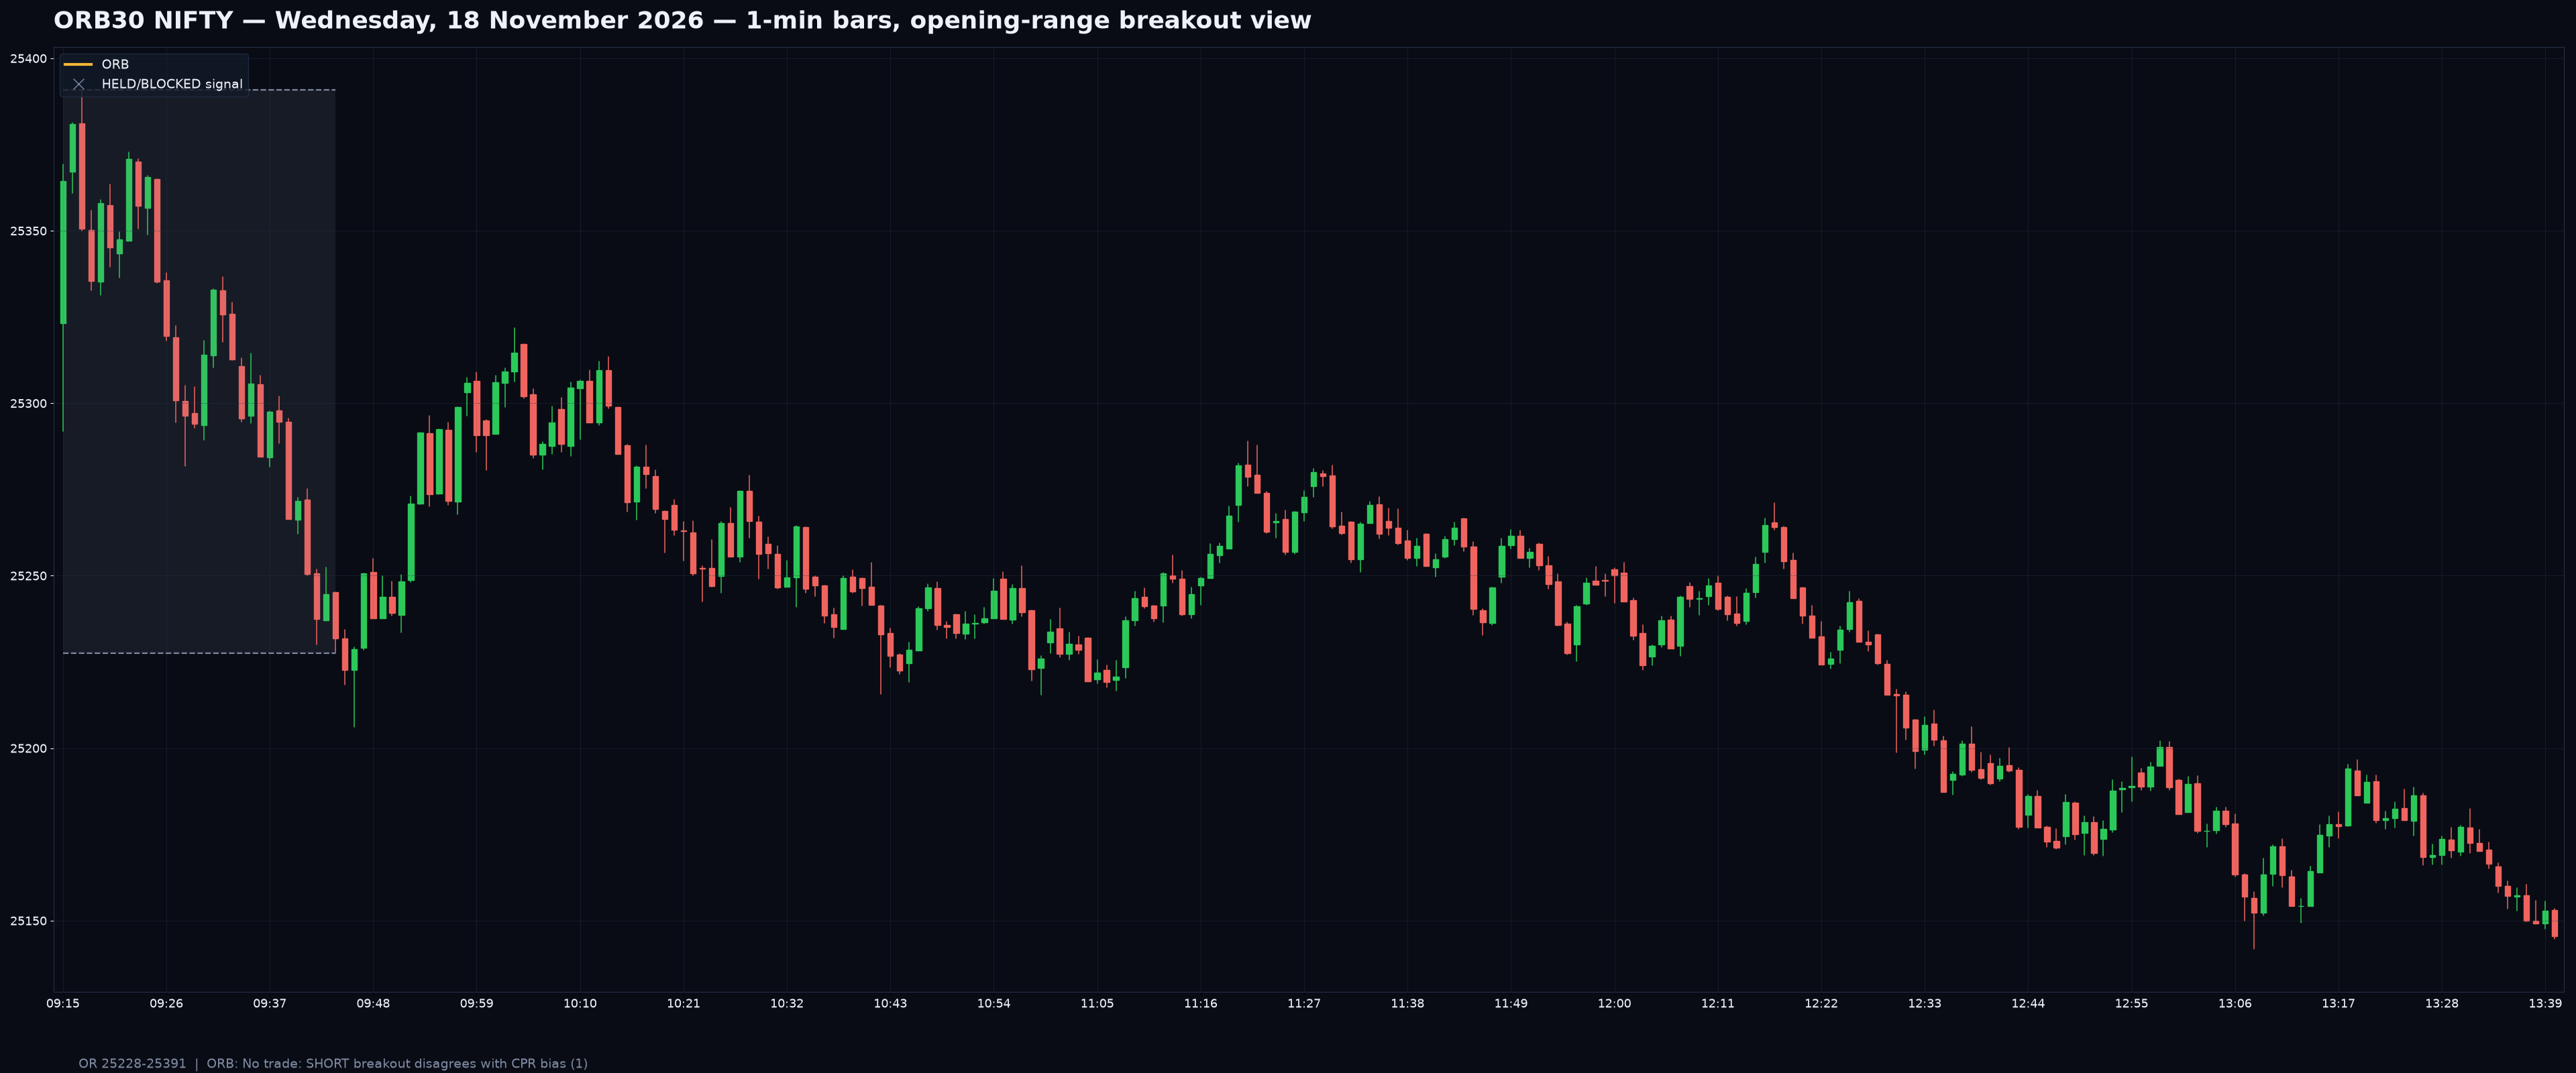 ORB30 NIFTY — Wednesday, 18 November 2026 — 1-min bars, opening-range breakout view
ORB
HELD/BLOCKED signal
25400
25350
25300
25250
25200
25150
09:15 09:26 09:37 09:48 09:59 10:10 10:21 10:32 10:43 10:54 11:05 11:16 11:27 11:38 11:49 12:00 12:11 12:22 12:33 12:44 12:55 13:06 13:17 13:28 13:39
OR 25228-25391 | ORB: No trade: SHORT breakout disagrees with CPR bias (1)